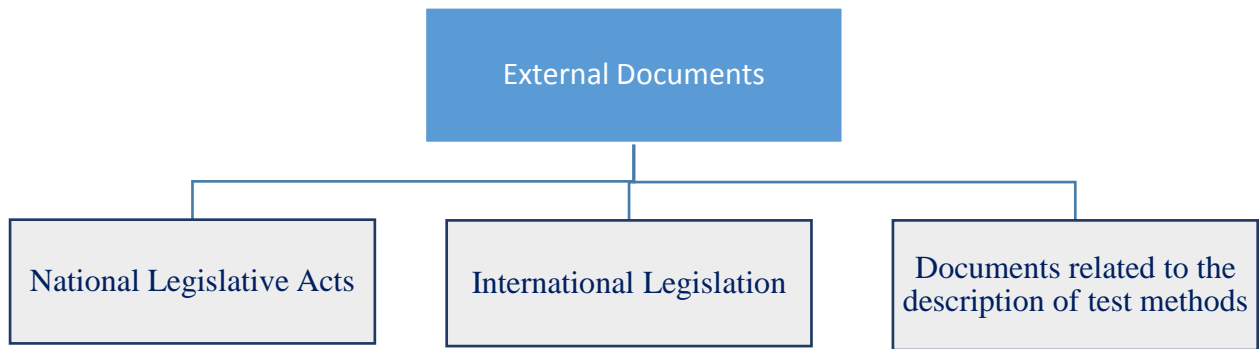 External Documents
National Legislative Acts
International Legislation
Documents related to the
description of test methods